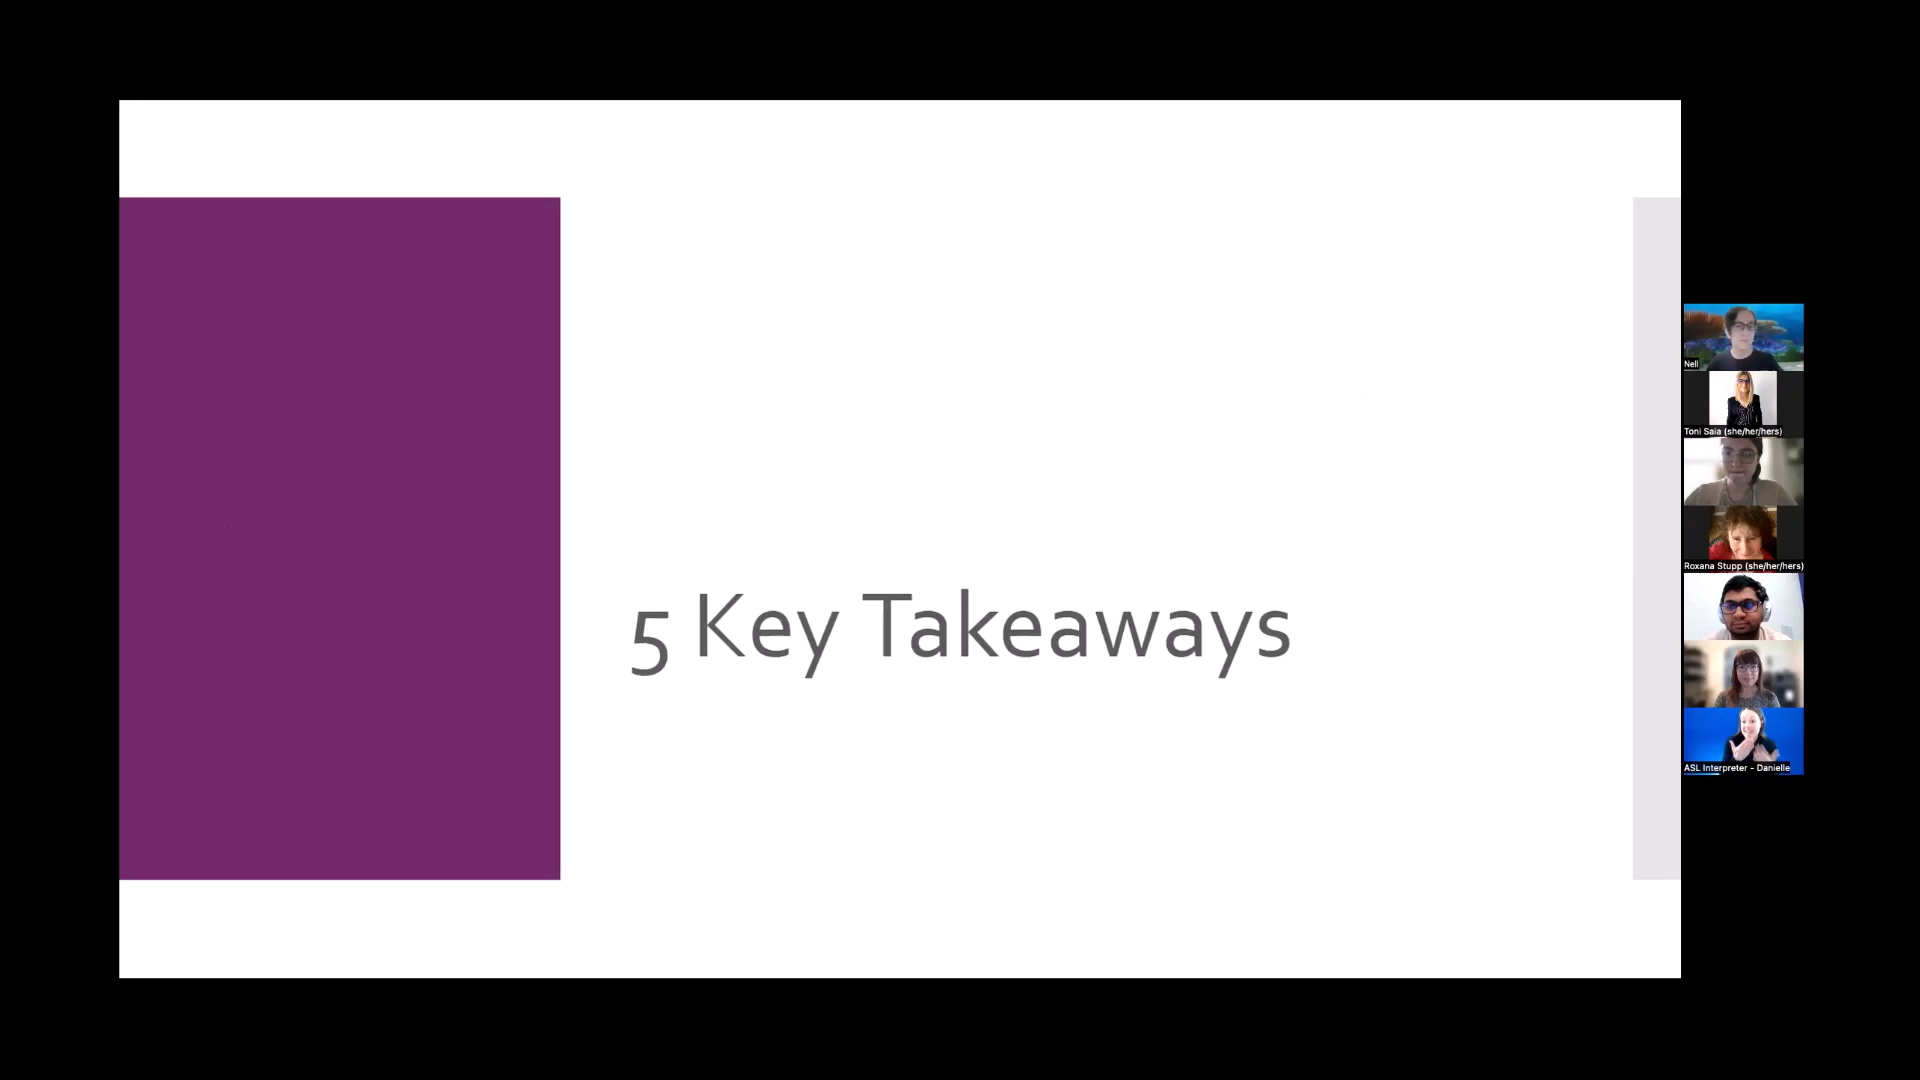 5 Key Takeaways
Nell
Toni Saia (she/her/hers)
Roxana Stupp (she/her/hers)
ASL Interpreter - Danielle